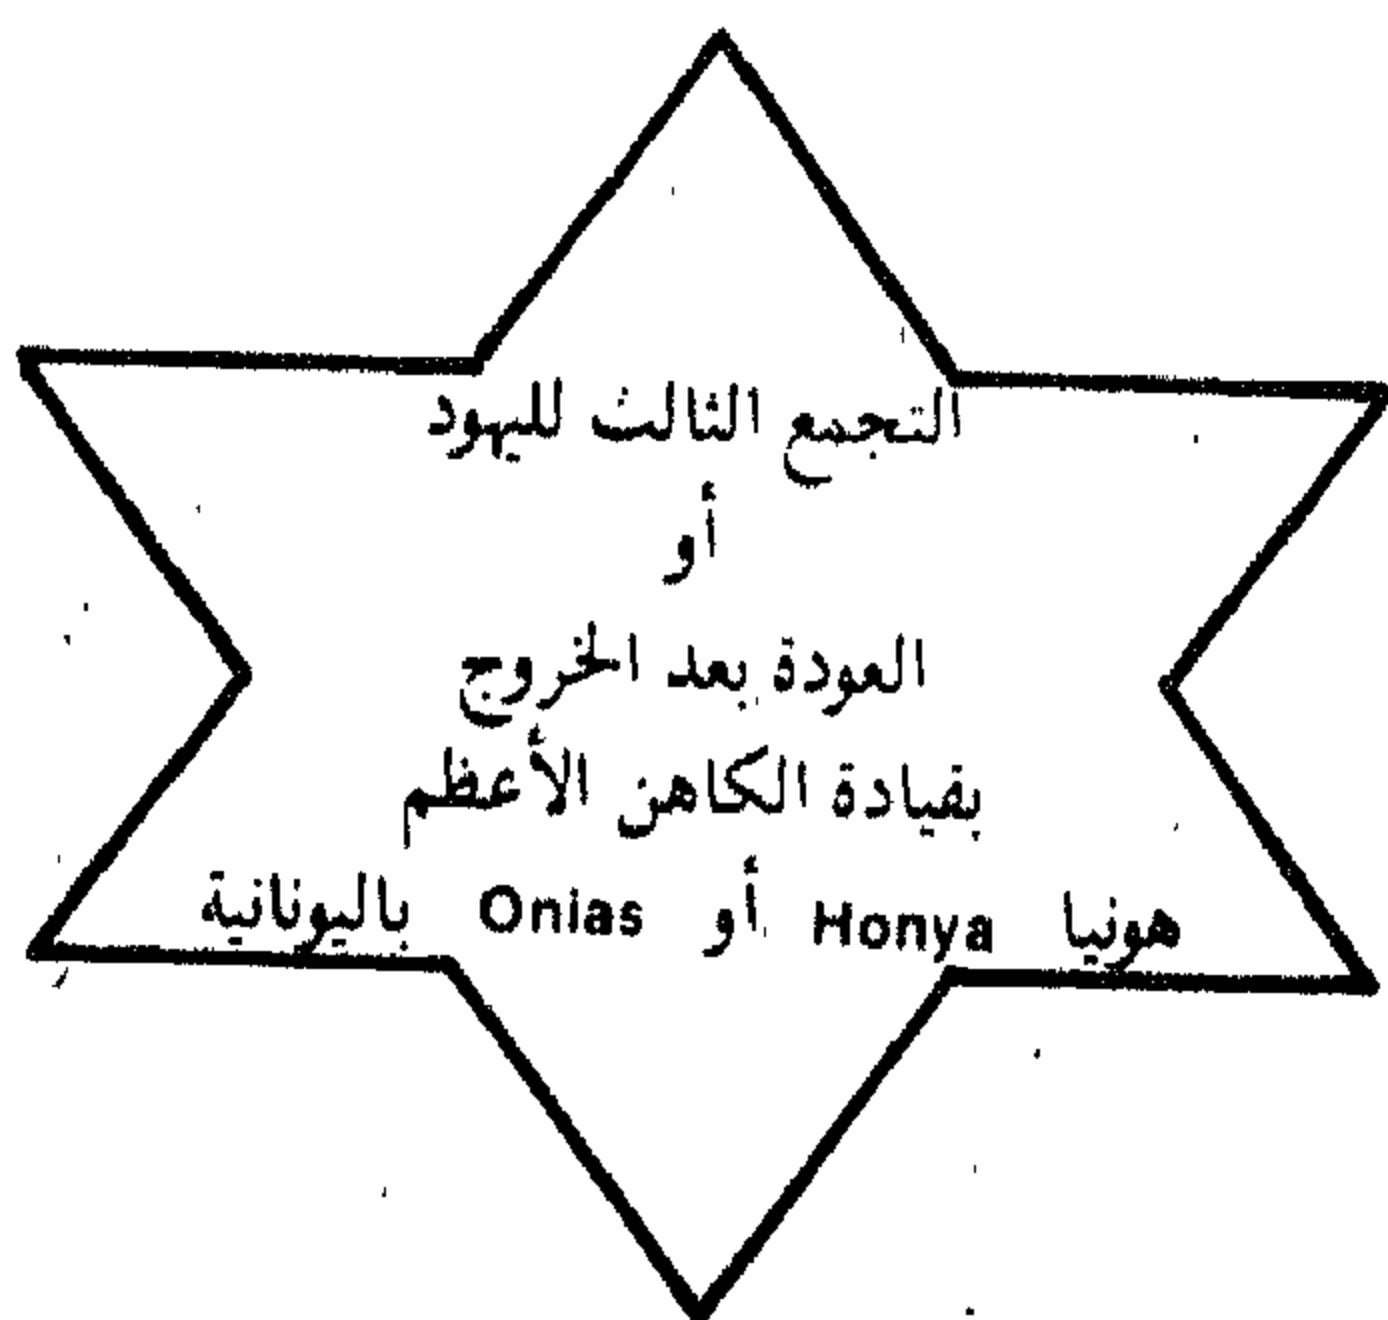 التجمع الثالث لليهود
أو
العودة بعد الخروج
بقيادة الكاهن الأعظم
هونيا Honya أو Onias باليونانية